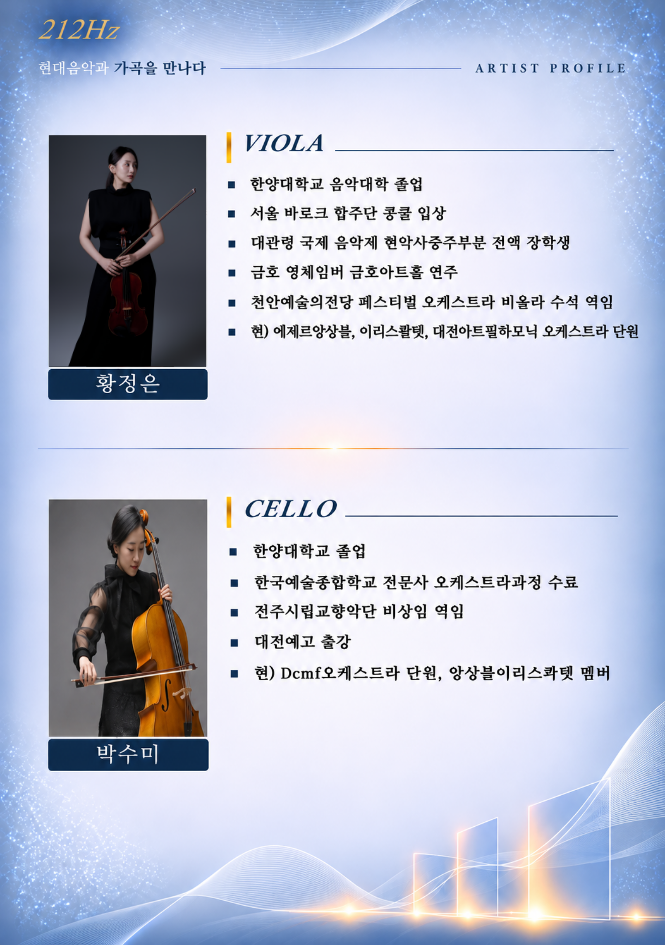 212Hz
현대음악과 가곡을 만나다
ARTIST PROFILE
VIOLA
■ 한양대학교 음악대학 졸업
■ 서울 바로크 합주단 콩쿨 입상
■ 대관령 국제 음악제 현악사중주부분 전액 장학생
■ 금호 영체임버 금호아트홀 연주
■ 천안예술의전당 페스티벌 오케스트라 비올라 수석 역임
■ 현) 에제르앙상블, 이리스콰텟, 대전아트필하모닉 오케스트라 단원
황정은
CELLO
■ 한양대학교 졸업
■ 한국예술종합학교 전문사 오케스트라과정 수료
■ 전주시립교향악단 비상임 역임
■ 대전예고 출강
■ 현) Dcmf오케스트라 단원, 앙상블이리스콰텟 멤버
박수미